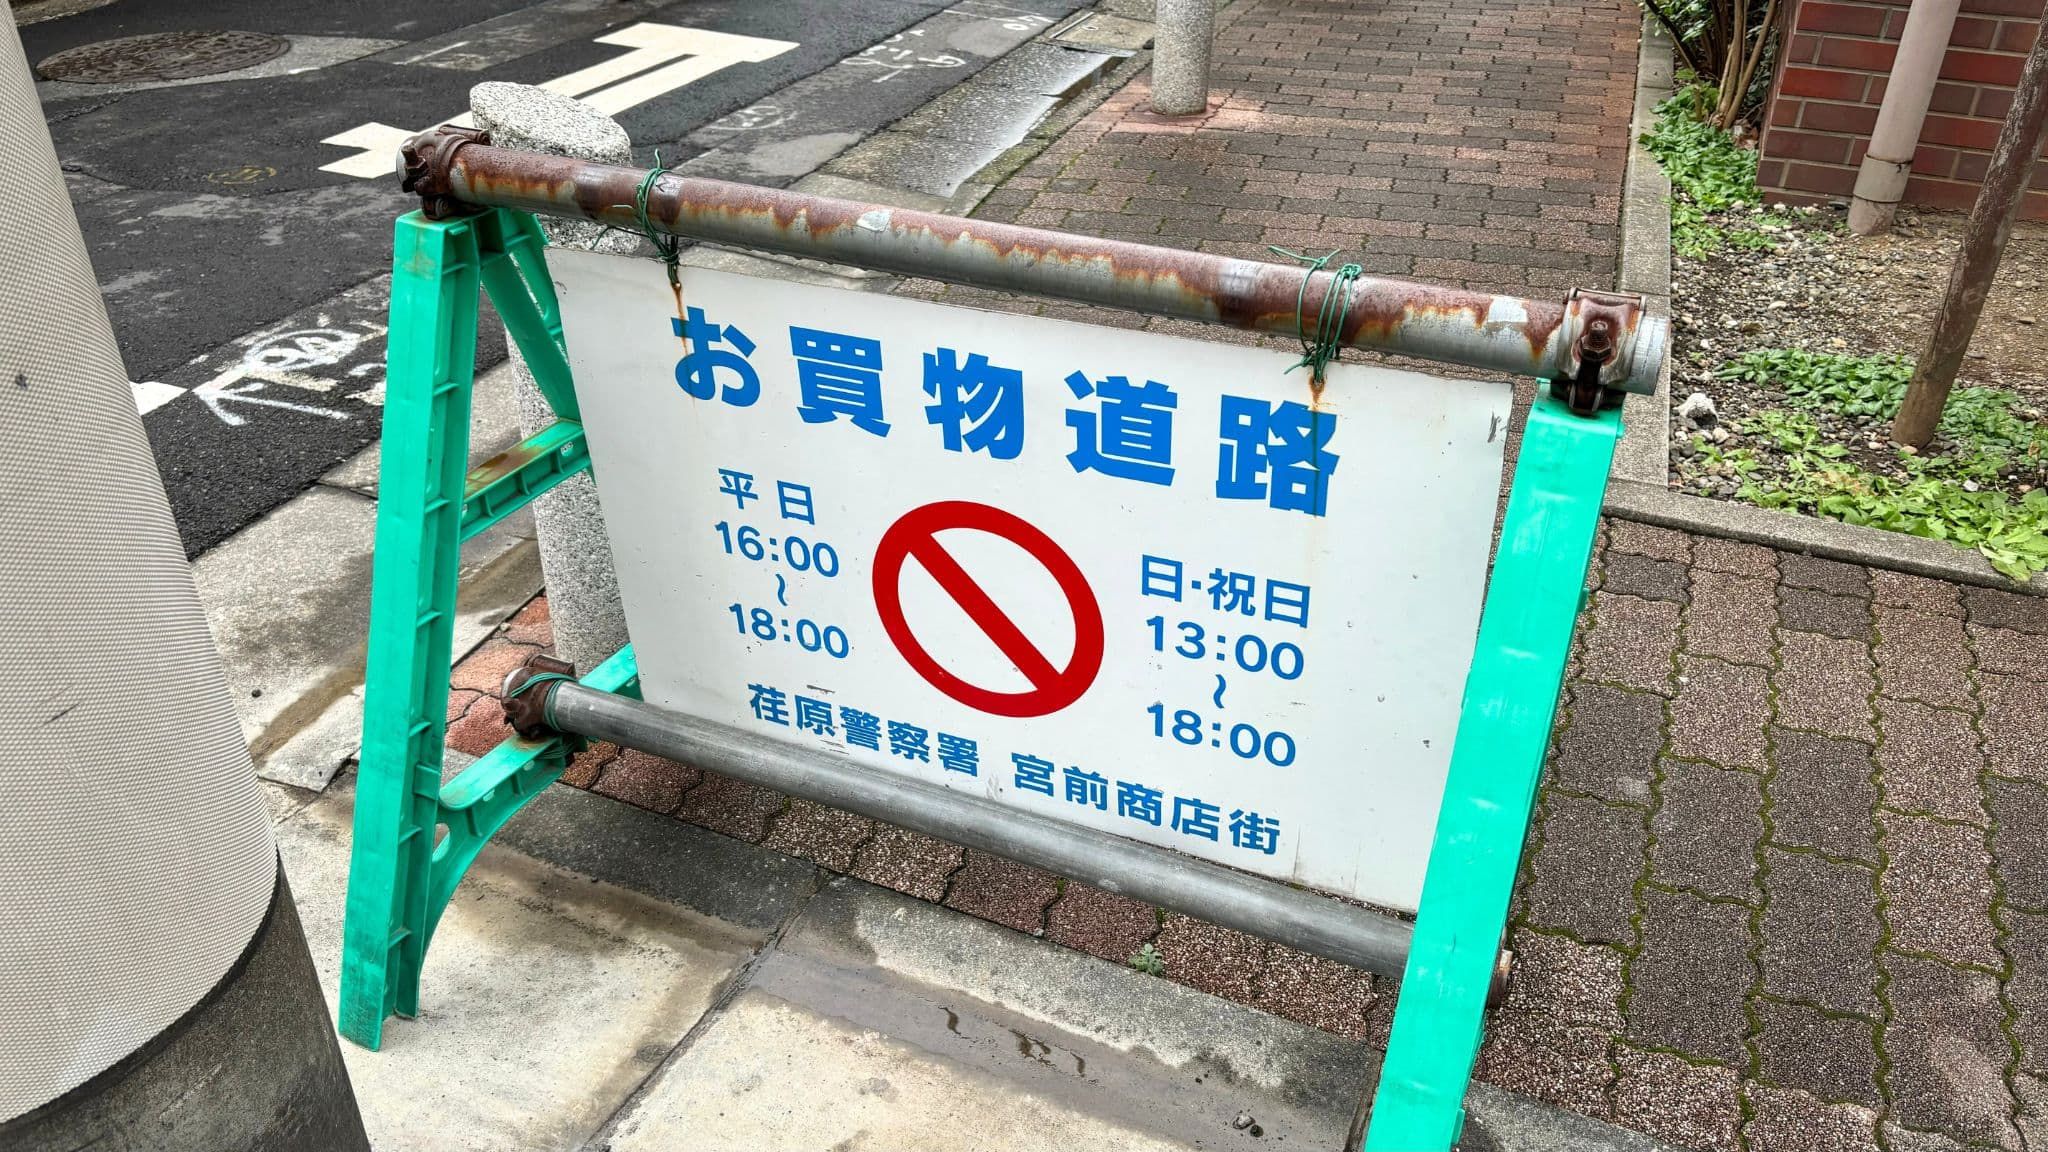 お買物道路
平日
16:00
～
18:00
日・祝日
13:00
～
18:00
荏原警察署 宮前商店街